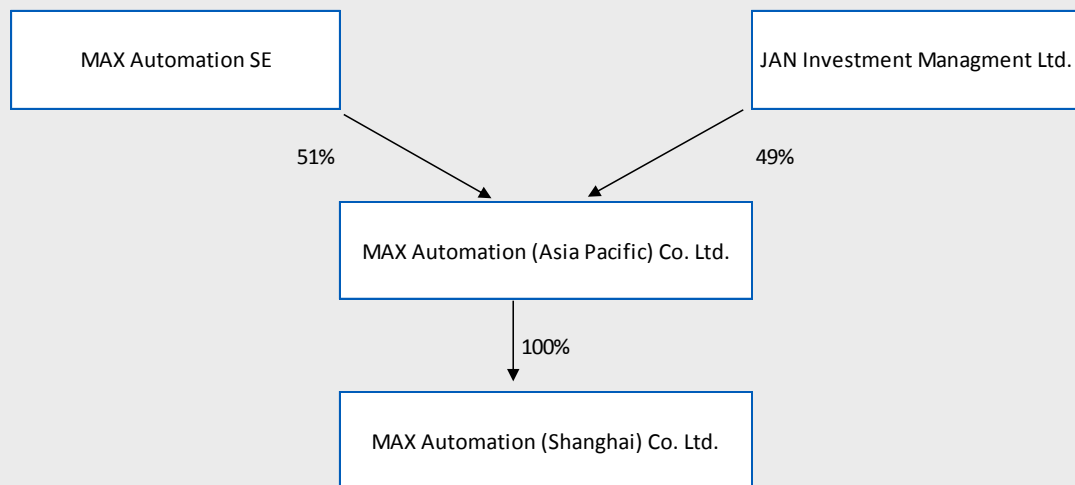 MAX Automation SE
JAN Investment Managment Ltd.
51%
49%
MAX Automation (Asia Pacific) Co. Ltd.
100%
MAX Automation (Shanghai) Co. Ltd.